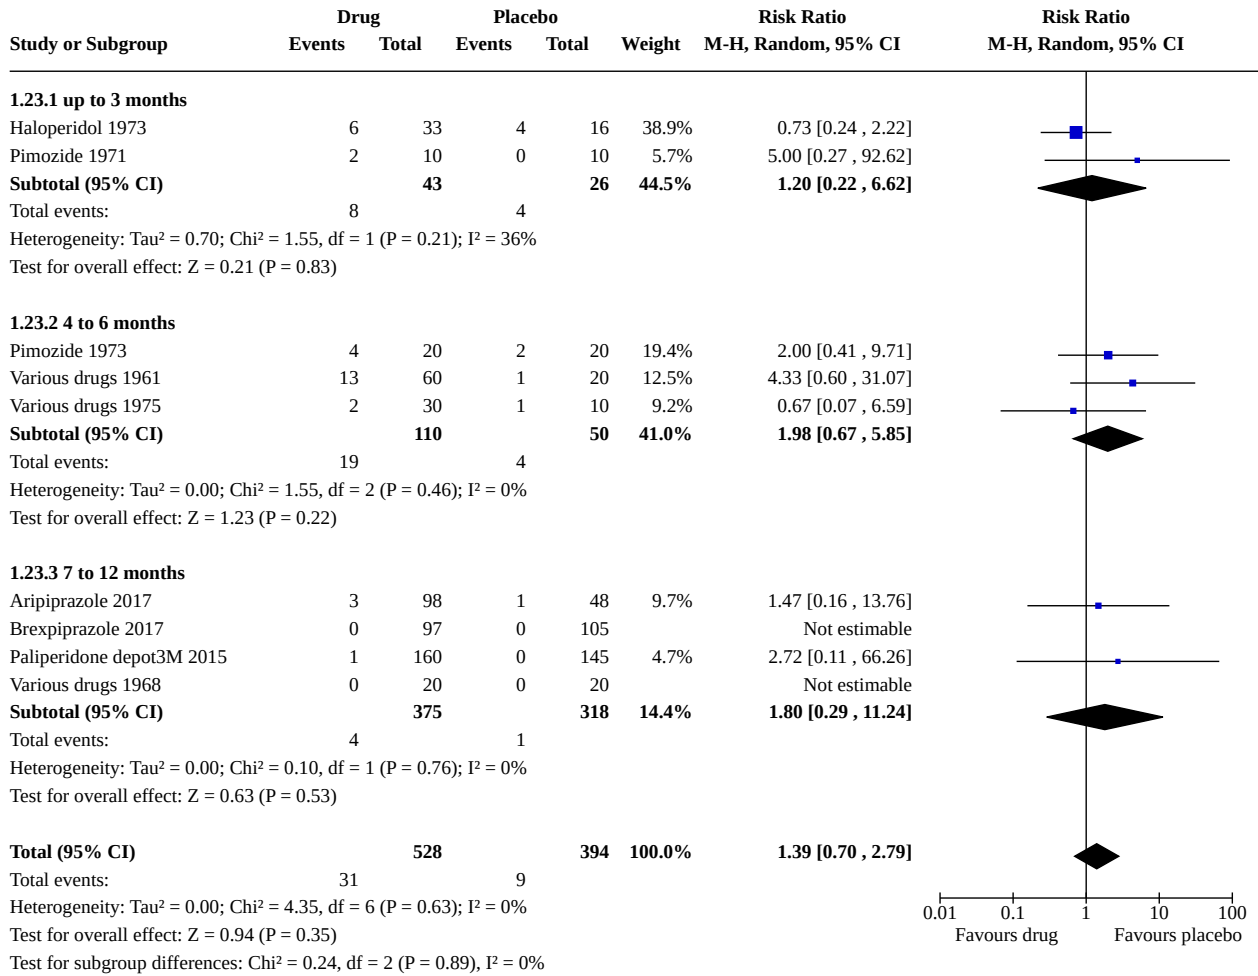 Drug Placebo Risk Ratio Risk Ratio
Study or Subgroup Events Total Events Total Weight M-H, Random, 95% CI M-H, Random, 95% CI
1.23.1 up to 3 months
Haloperidol 1973 6 33 4 16 38.9% 0.73 [0.24 , 2.22]
Pimozide 1971 2 10 0 10 5.7% 5.00 [0.27 , 92.62]
Subtotal (95% CI) 43 26 44.5% 1.20 [0.22 , 6.62]
Total events: 8 4
Heterogeneity: Tau² = 0.70; Chi² = 1.55, df = 1 (P = 0.21); I² = 36%
Test for overall effect: Z = 0.21 (P = 0.83)
1.23.2 4 to 6 months
Pimozide 1973 4 20 2 20 19.4% 2.00 [0.41 , 9.71]
Various drugs 1961 13 60 1 20 12.5% 4.33 [0.60 , 31.07]
Various drugs 1975 2 30 1 10 9.2% 0.67 [0.07 , 6.59]
Subtotal (95% CI) 110 50 41.0% 1.98 [0.67 , 5.85]
Total events: 19 4
Heterogeneity: Tau² = 0.00; Chi² = 1.55, df = 2 (P = 0.46); I² = 0%
Test for overall effect: Z = 1.23 (P = 0.22)
1.23.3 7 to 12 months
Aripiprazole 2017 3 98 1 48 9.7% 1.47 [0.16 , 13.76]
Brexpiprazole 2017 0 97 0 105 Not estimable
Paliperidone depot3M 2015 1 160 0 145 4.7% 2.72 [0.11 , 66.26]
Various drugs 1968 0 20 0 20 Not estimable
Subtotal (95% CI) 375 318 14.4% 1.80 [0.29 , 11.24]
Total events: 4 1
Heterogeneity: Tau² = 0.00; Chi² = 0.10, df = 1 (P = 0.76); I² = 0%
Test for overall effect: Z = 0.63 (P = 0.53)
Total (95% CI) 528 394 100.0% 1.39 [0.70 , 2.79]
Total events: 31 9
Heterogeneity: Tau² = 0.00; Chi² = 4.35, df = 6 (P = 0.63); I² = 0%
0.01 0.1 1 10 100
Test for overall effect: Z = 0.94 (P = 0.35)
Favours drug Favours placebo
Test for subgroup differences: Chi² = 0.24, df = 2 (P = 0.89), I² = 0%